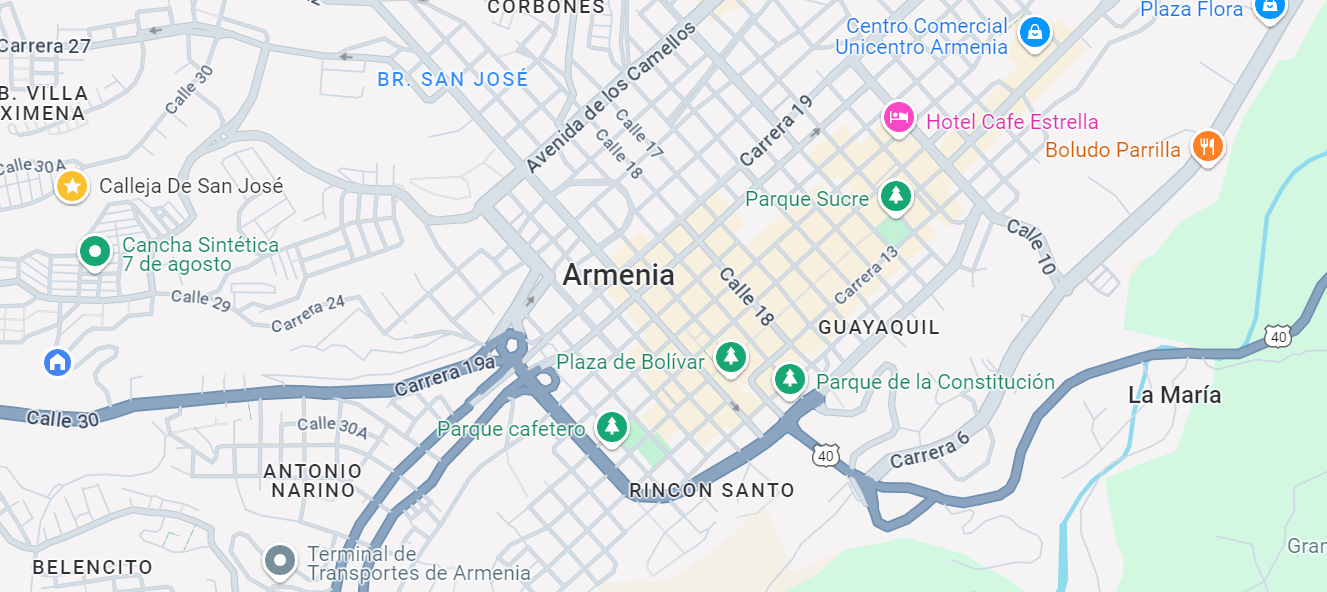 CORBONES
Plaza Flora
Centro Comercial
Unicentro Armenia
Carrera 27
BR. SAN JOSÉ
Avenida de los Camellos
Calle 30
B. VILLA
XIMENA
Carrera 19
Calle 17
Calle 18
Hotel Cafe Estrella
Boludo Parrilla
Calle 30A
Calleja De San José
Parque Sucre
Calle 10
Cancha Sintética
7 de agosto
Armenia
Carrera 13
Calle 18
Calle 29
Carrera 24
GUAYAQUIL
40
Plaza de Bolívar
Carrera 19a
Parque de la Constitución
La María
Calle 30
Calle 30A
Parque cafetero
Carrera 6
40
ANTONIO
NARINO
RINCON SANTO
Terminal de
Transportes de Armenia
BELENCITO
Gran